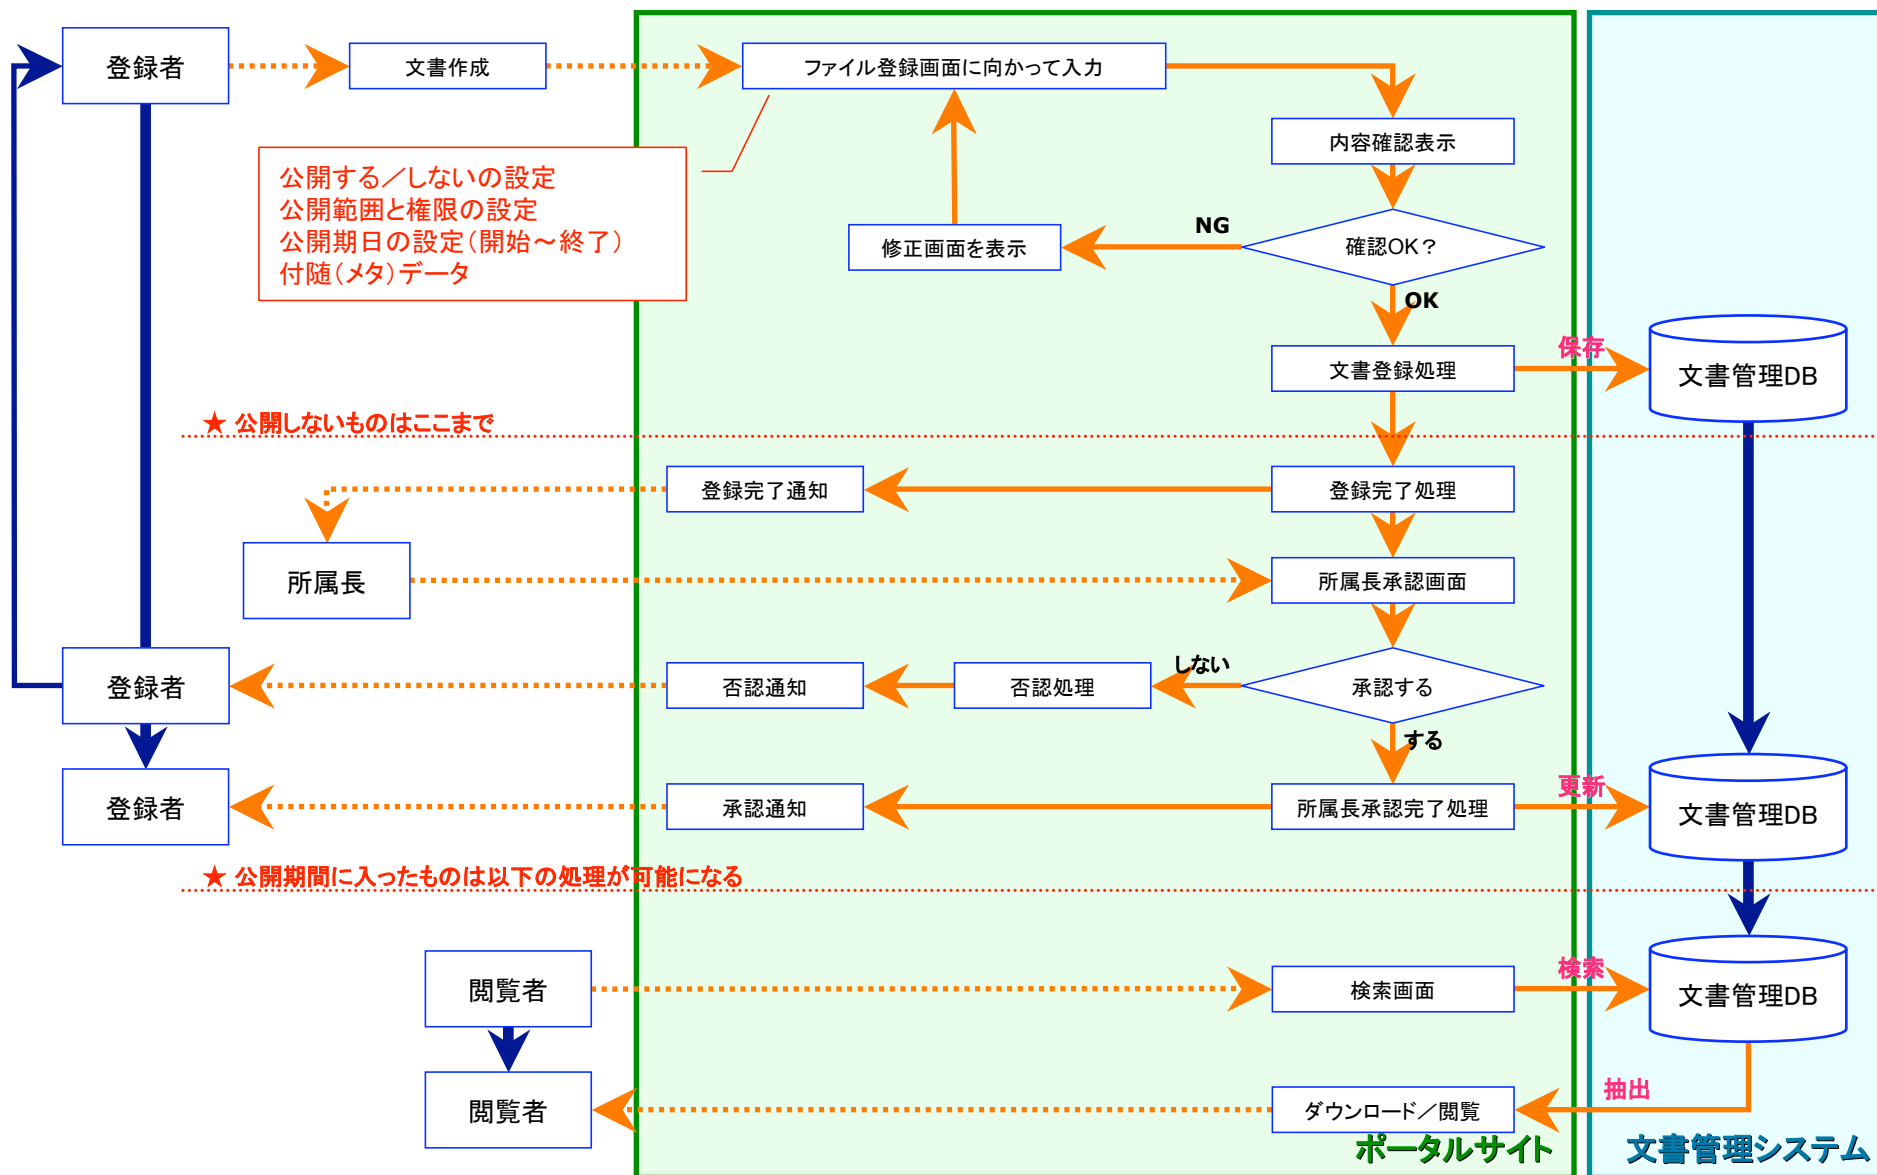 登録者
文書作成
ファイル登録画面に向かって入力
内容確認表示
公開する／しないの設定
公開範囲と権限の設定
公開期日の設定（開始～終了）
付随（メタ）データ
修正画面を表示
NG
確認OK？
OK
文書登録処理
保存
文書管理DB
★ 公開しないものはここまで
登録完了通知
登録完了処理
所属長
所属長承認画面
登録者
否認通知
否認処理
しない
承認する
する
登録者
承認通知
所属長承認完了処理
更新
文書管理DB
★ 公開期間に入ったものは以下の処理が可能になる
閲覧者
検索画面
検索
文書管理DB
閲覧者
ダウンロード／閲覧
抽出
ポータルサイト
文書管理システム